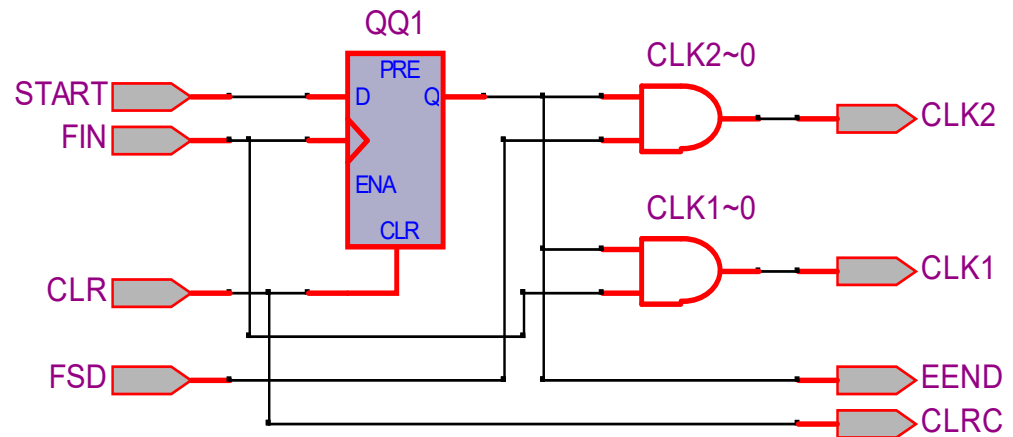 QQ1
CLK2~0
PRE
START
D
Q
CLK2
FIN
ENA
CLK1~0
CLR
CLR
CLK1
FSD
EEND
CLRC